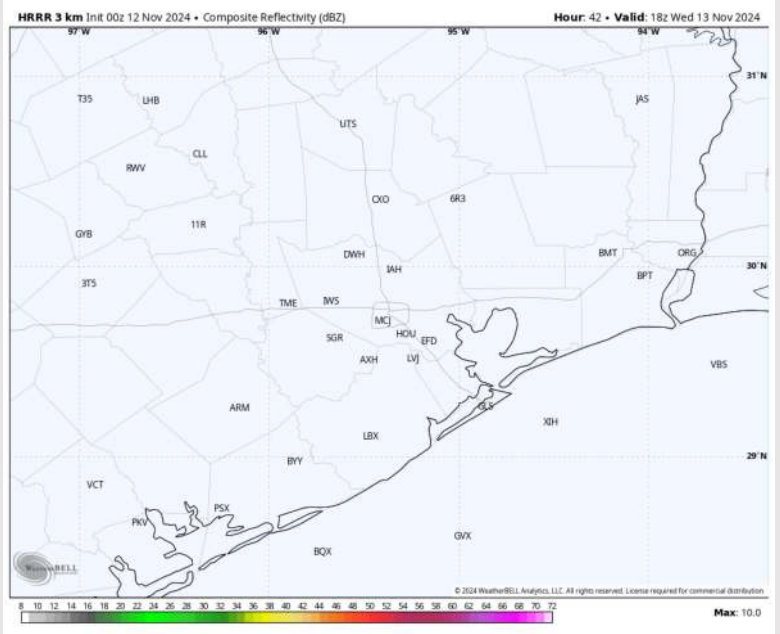 HRRR 3 km Init 00z 12 Nov 2024 • Composite Reflectivity (dBZ)
Hour: 42 • Valid: 18z Wed 13 Nov 2024
97°W 96°W 95°W 94°W
31°N
T35 LHB JAS
UTS
CLL
RWV
CXO 6R3
11R
GYB
DWH BMT ORG
IAH 30°N
BPT
3T5
TME IWS
MCJ
SGR HOU EFD
AXH LVJ
VBS
ARM GLS
XIH
LBX
BYY 29°N
VCT
PSX
PKV
GVX
BQX
WeatherBELL
© 2024 WeatherBELL Analytics, LLC. All rights reserved. License required for commercial distribution
8 10 12 14 16 18 20 22 24 26 28 30 32 34 36 38 40 42 44 46 48 50 52 54 56 58 60 62 64 66 68 70 72
Max: 10.0